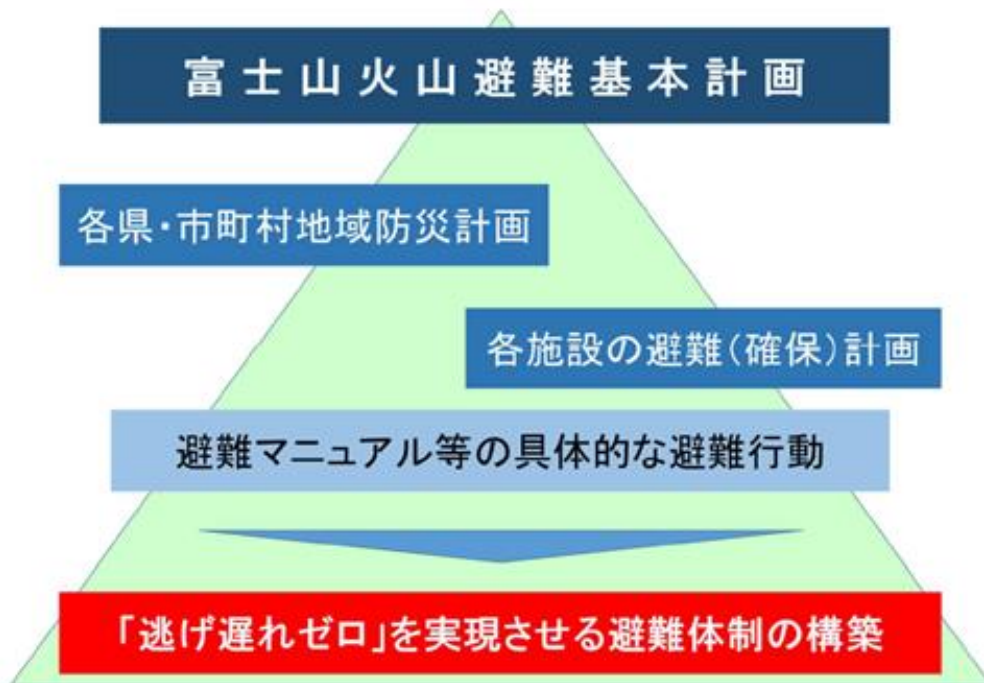 富士山火山避難基本計画
各県・市町村地域防災計画
各施設の避難(確保)計画
避難マニュアル等の具体的な避難行動
「逃げ遅れゼロ」を実現させる避難体制の構築